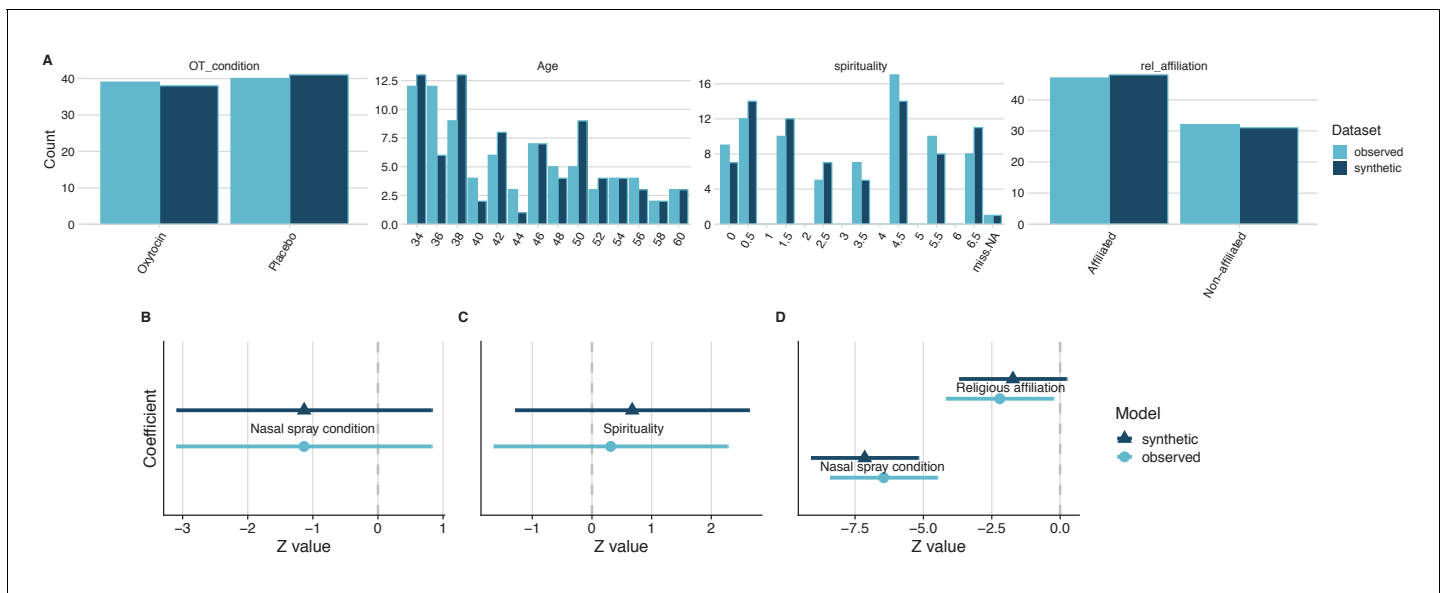 A
OT_condition
Age
spirituality
rel_affiliation
Count
40
30
20
10
0
Oxytocin
Placebo
12.5
10.0
7.5
5.0
2.5
0.0
34 36 38 40 42 44 46 48 50 52 54 56 58 60
16
12
8
4
0
0 0.5 1 1.5 2 2.5 3 3.5 4 4.5 5 5.5 6 6.5 miss.NA
40
30
20
10
0
Affiliated
Non−affiliated
Dataset
observed
synthetic
B
Coefficient
Nasal spray condition
−3 −2 −1 0 1
Z value
C
Spirituality
−1 0 1 2
Z value
D
Religious affiliation
Nasal spray condition
−7.5 −5.0 −2.5 0.0
Z value
Model
synthetic
observed